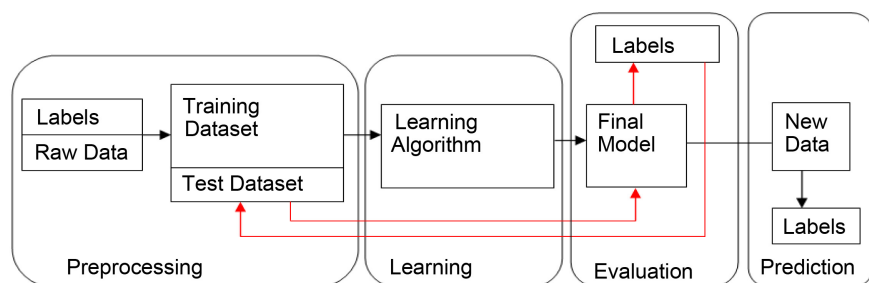 Labels
Raw Data
Training
Dataset
Test Dataset
Preprocessing
Learning
Algorithm
Learning
Labels
Final
Model
Evaluation
New
Data
Labels
Prediction